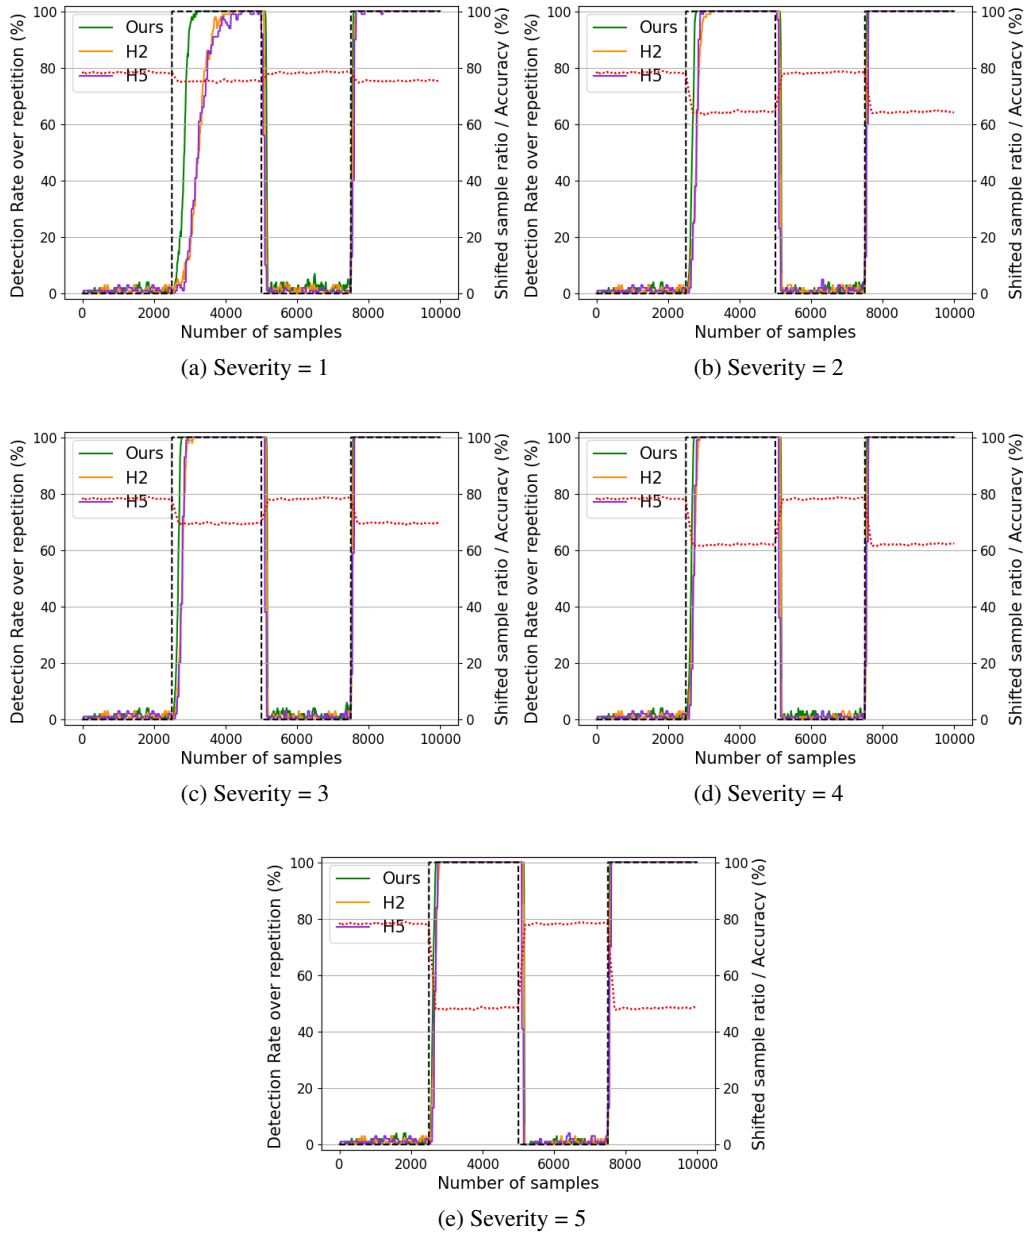 Detection Rate over repetition (%)
100
80
60
40
20
0
Ours
H2
H5
100
80
60
40
20
0
Shifted sample ratio / Accuracy (%)
0 2000 4000 6000 8000 10000
Number of samples
(a) Severity = 1
Detection Rate over repetition (%)
100
80
60
40
20
0
Ours
H2
H5
100
80
60
40
20
0
Shifted sample ratio / Accuracy (%)
0 2000 4000 6000 8000 10000
Number of samples
(b) Severity = 2
Detection Rate over repetition (%)
100
80
60
40
20
0
Ours
H2
H5
100
80
60
40
20
0
Shifted sample ratio / Accuracy (%)
0 2000 4000 6000 8000 10000
Number of samples
(c) Severity = 3
Detection Rate over repetition (%)
100
80
60
40
20
0
Ours
H2
H5
100
80
60
40
20
0
Shifted sample ratio / Accuracy (%)
0 2000 4000 6000 8000 10000
Number of samples
(d) Severity = 4
Detection Rate over repetition (%)
100
80
60
40
20
0
Ours
H2
H5
100
80
60
40
20
0
Shifted sample ratio / Accuracy (%)
0 2000 4000 6000 8000 10000
Number of samples
(e) Severity = 5